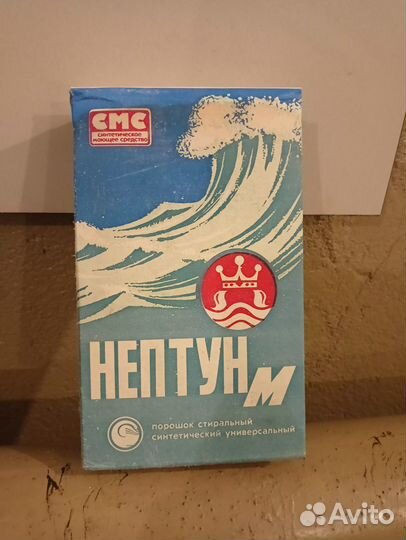 СМС
СИНТЕТИЧЕСКОЕ
МОЮЩЕЕ СРЕДСТВО
НЕПТУН М
порошок стиральный
синтетический универсальный
Avito